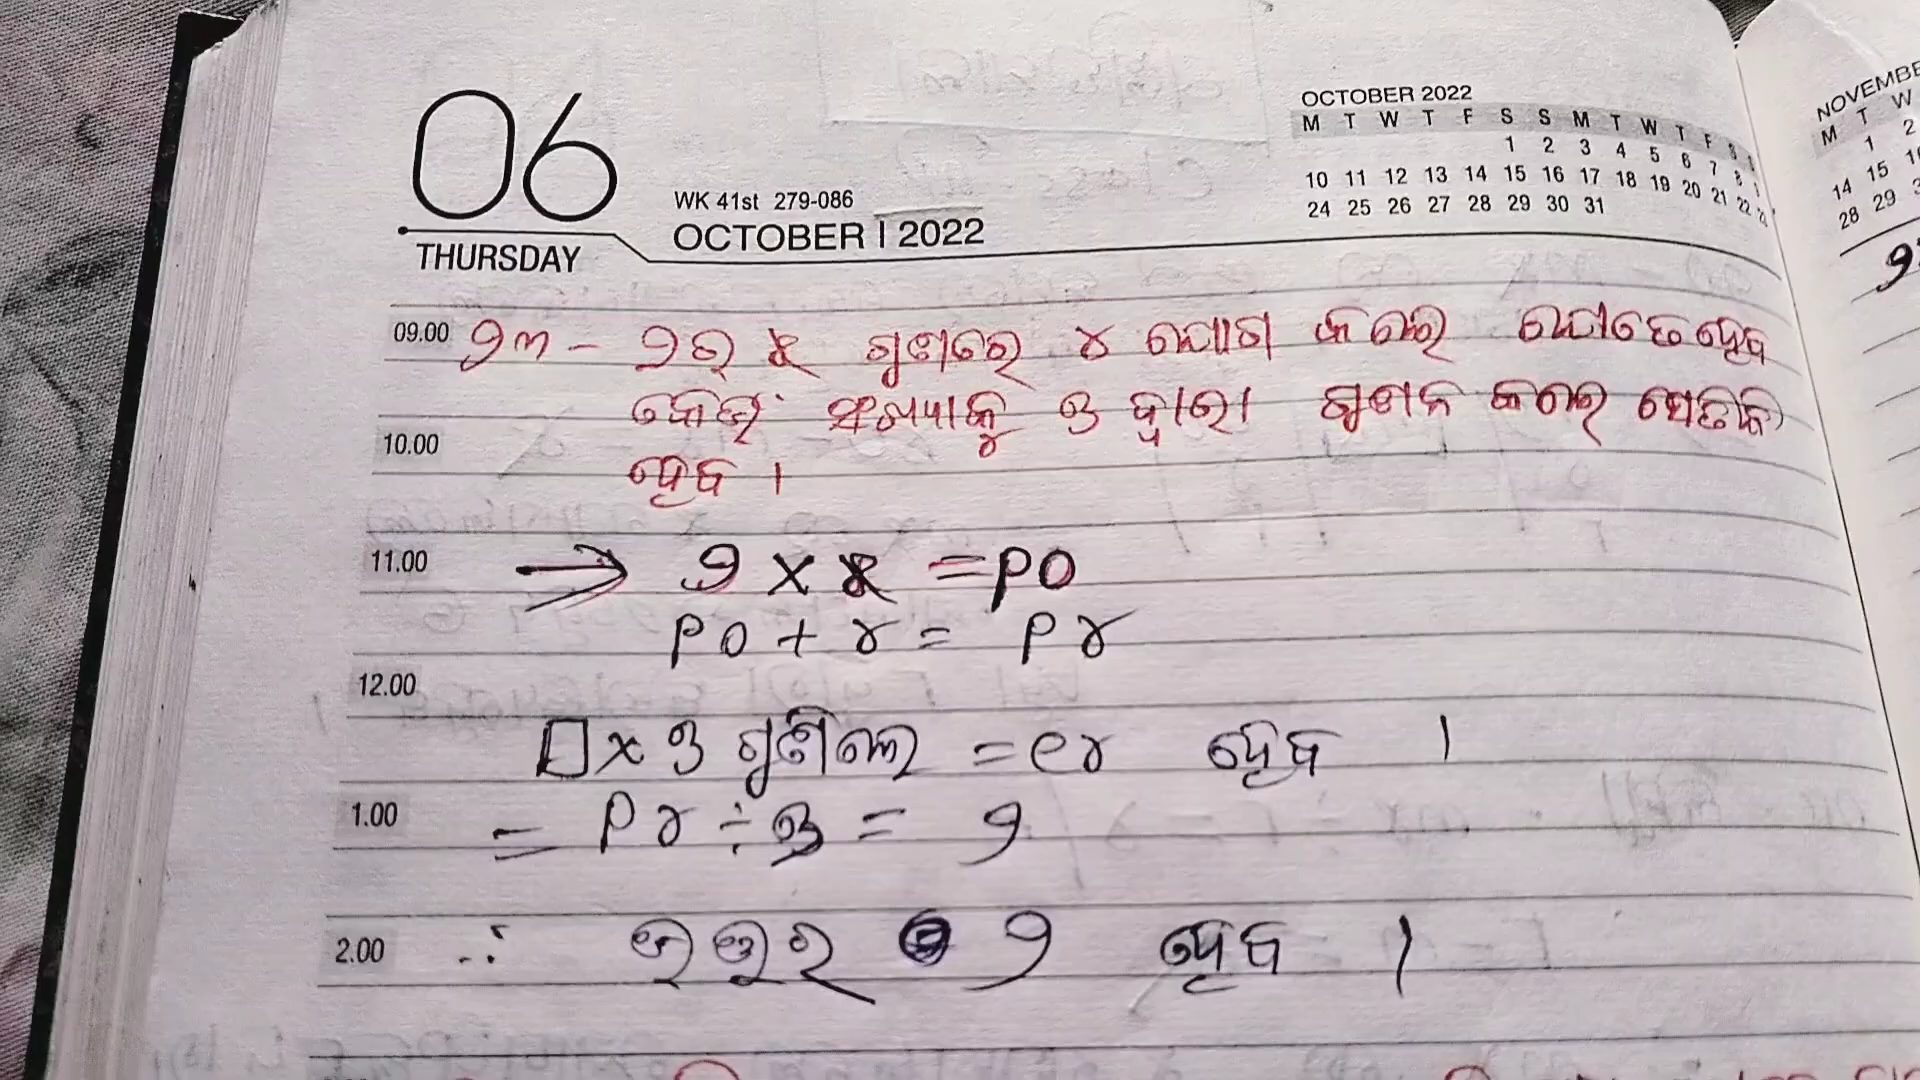 06
THURSDAY
WK 41st 279-086
OCTOBER | 2022
OCTOBER 2022
M T W T F S S M T W T F S S
1 2 3 4 5 6 7 8
10 11 12 13 14 15 16 17 18 19 20 21 22 23
24 25 26 27 28 29 30 31
NOVEMBE
M T W
1 2
14 15 16
28 29
09.00 ୨୩ - ୨ର ୫ ଗୁଣରେ ୪ ଯୋଗ କଲେ ଯେତେ ହେବ
କୋଉ ସଂଖ୍ୟାକୁ ୬ ଦ୍ୱାରା ଗୁଣନ କଲେ ସେତିକି
10.00 ହେବ ।
11.00 → ୨ × ୫ = ୧୦
୧୦ + ୪ = ୧୪
12.00
□ × ୬ ଗୁଣିଲେ = ୧୪ ହେବ ।
1.00 = ୧୪ ÷ ୭ = ୨
2.00 ∴ ଉତ୍ତର ୨ ହେବ ।